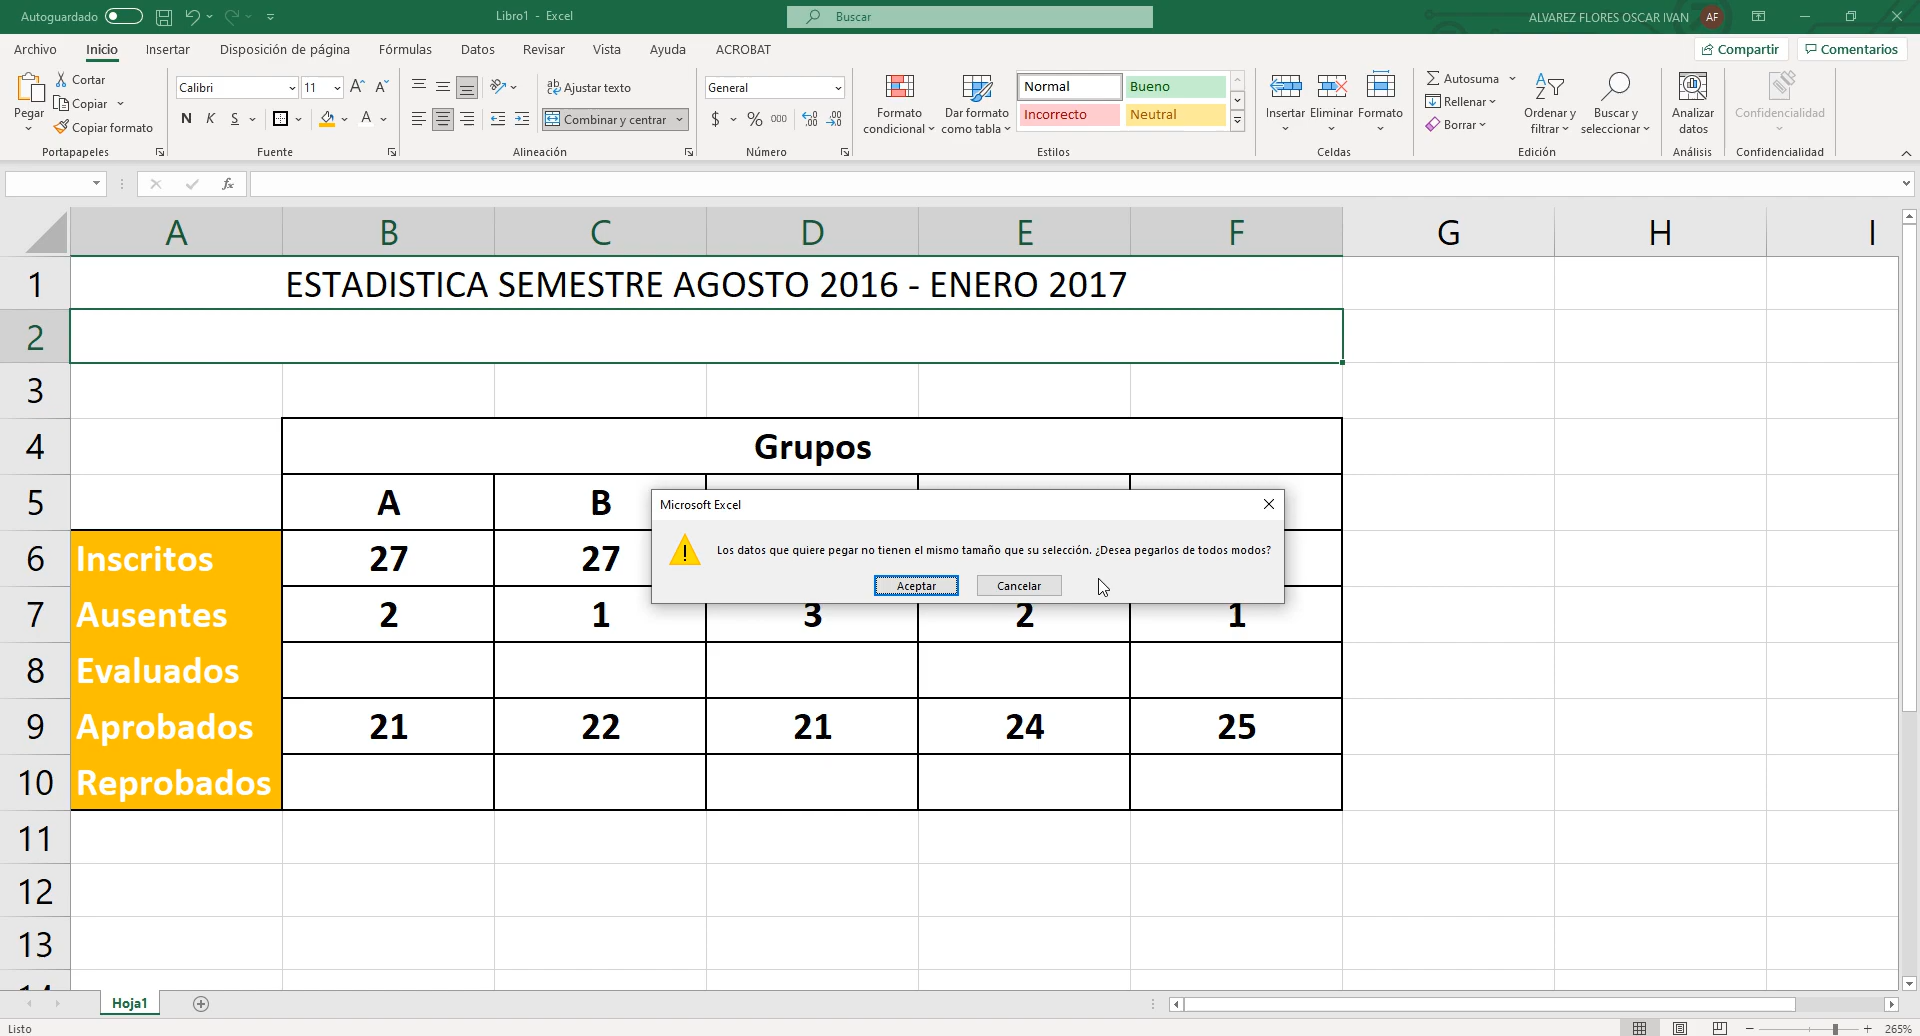 Autoguardado
Libro1 - Excel
Buscar
ALVAREZ FLORES OSCAR IVAN
AF
Archivo Inicio Insertar Disposición de página Fórmulas Datos Revisar Vista Ayuda ACROBAT
Compartir Comentarios
Pegar
Cortar
Copiar
Copiar formato
Portapapeles
Calibri 11
N K S
Fuente
ab Ajustar texto
Combinar y centrar
Alineación
General
$ % 000
Número
Formato condicional
Dar formato como tabla
Normal Bueno
Incorrecto Neutral
Estilos
Insertar Eliminar Formato
Celdas
Autosuma
Rellenar
Borrar
Ordenar y filtrar
Buscar y seleccionar
Edición
Analizar datos
Análisis
Confidencialidad
Confidencialidad
fx
A B C D E F G H I
1 ESTADISTICA SEMESTRE AGOSTO 2016 - ENERO 2017
2
3
4 Grupos
5 A B
Microsoft Excel
Los datos que quiere pegar no tienen el mismo tamaño que su selección. ¿Desea pegarlos de todos modos?
Aceptar Cancelar
6 Inscritos 27 27
7 Ausentes 2 1 3 2 1
8 Evaluados
9 Aprobados 21 22 21 24 25
10 Reprobados
11
12
13
Hoja1
Listo
265%